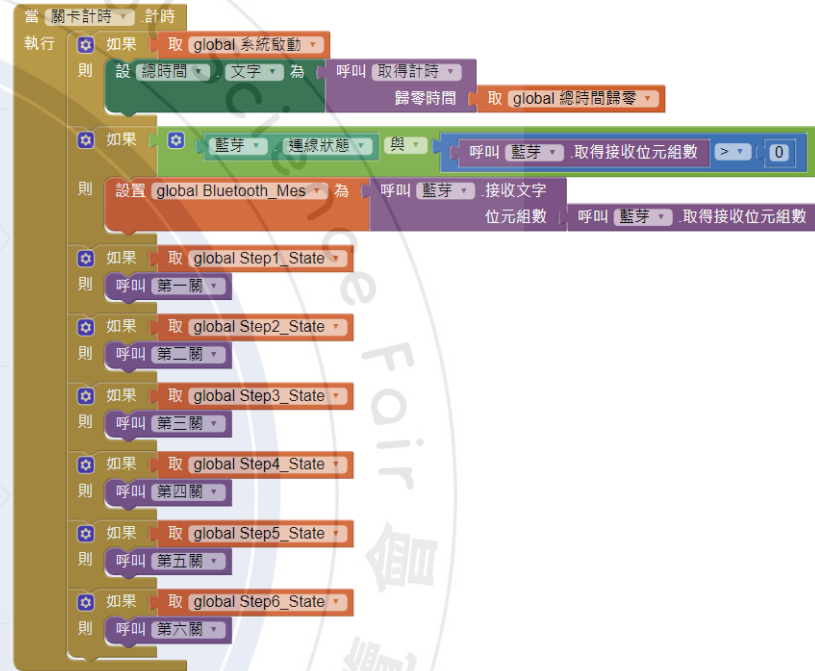 當 關卡計時 .計時
執行 如果 取 global 系統啟動
則 設 總時間 . 文字 為 呼叫 取得計時
歸零時間 取 global 總時間歸零
如果 藍芽 . 連線狀態 與 呼叫 藍芽 .取得接收位元組數 > 0
則 設置 global Bluetooth_Mes 為 呼叫 藍芽 .接收文字
位元組數 呼叫 藍芽 .取得接收位元組數
如果 取 global Step1_State
則 呼叫 第一關
如果 取 global Step2_State
則 呼叫 第二關
如果 取 global Step3_State
則 呼叫 第三關
如果 取 global Step4_State
則 呼叫 第四關
如果 取 global Step5_State
則 呼叫 第五關
如果 取 global Step6_State
則 呼叫 第六關
Science Fair